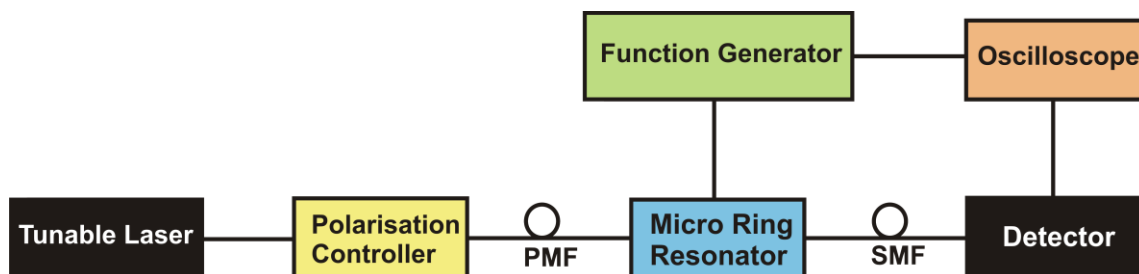 Function Generator
Oscilloscope
Tunable Laser
Polarisation
Controller
PMF
Micro Ring
Resonator
SMF
Detector